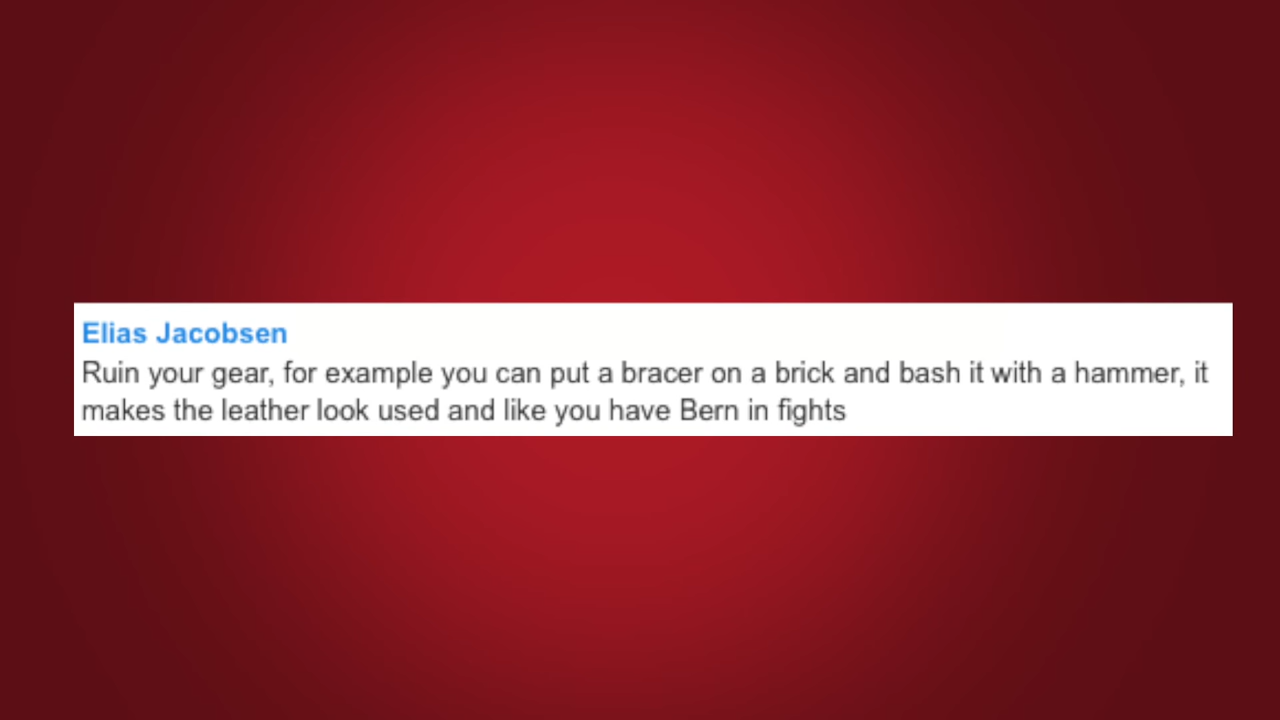 Elias Jacobsen
Ruin your gear, for example you can put a bracer on a brick and bash it with a hammer, it
makes the leather look used and like you have Bern in fights